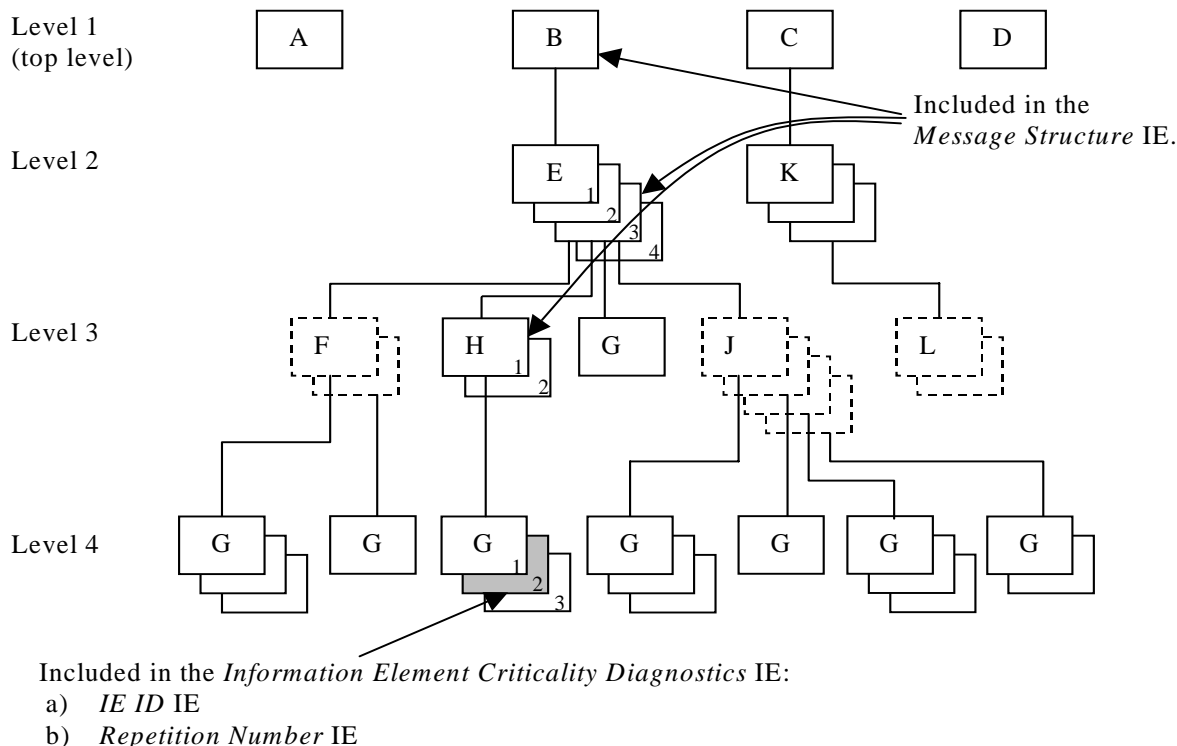 Level 1
(top level)
A
B
C
D
Included in the
Message Structure IE.
Level 2
E
1
2
3
4
K
Level 3
F
H
1
2
G
J
L
Level 4
G
G
G
1
2
3
G
G
G
G
Included in the Information Element Criticality Diagnostics IE:
a) IE ID IE
b) Repetition Number IE